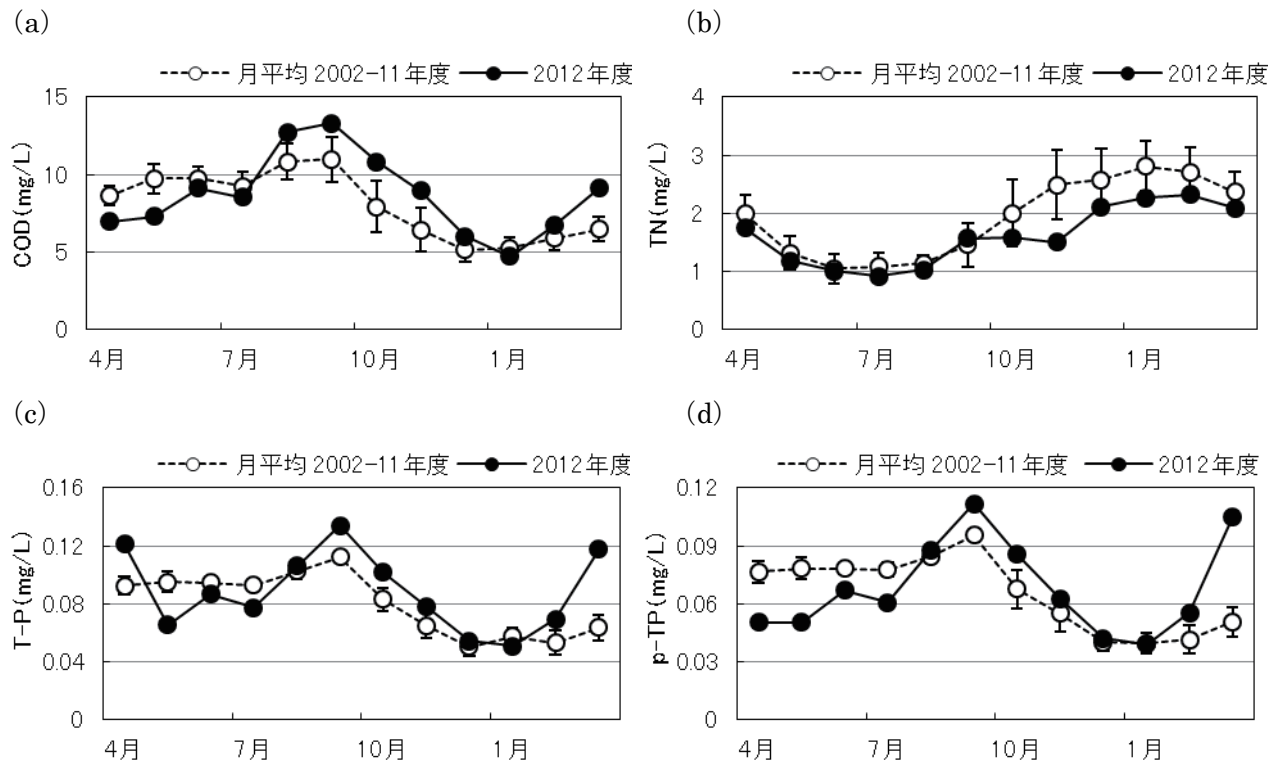 (a)
月平均 2002-11年度 2012年度
COD(mg/L)
15
10
5
0
4月 7月 10月 1月
(b)
月平均 2002-11年度 2012年度
TN(mg/L)
4
3
2
1
0
4月 7月 10月 1月
(c)
月平均 2002-11年度 2012年度
T-P(mg/L)
0.16
0.12
0.08
0.04
0
4月 7月 10月 1月
(d)
月平均 2002-11年度 2012年度
p-TP(mg/L)
0.12
0.09
0.06
0.03
0
4月 7月 10月 1月